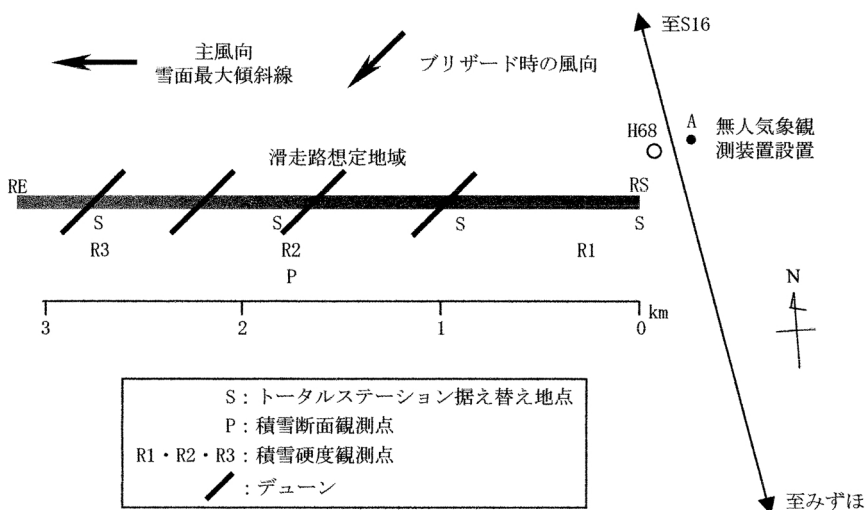 至S16
主風向
雪面最大傾斜線
ブリザード時の風向
H68
A
無人気象観
測装置設置
滑走路想定地域
RE
RS
S
S
S
S
R3
R2
R1
P
km
3
2
1
0
N
S：トータルステーション据え替え地点
P：積雪断面観測点
R1・R2・R3：積雪硬度観測点
：デューン
至みずほ